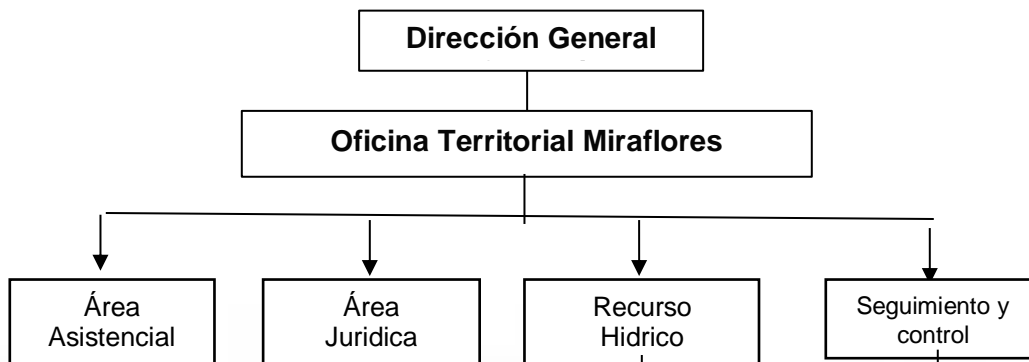 Dirección General
Oficina Territorial Miraflores
Área
Asistencial
Área
Juridica
Recurso
Hidrico
Seguimiento y
control